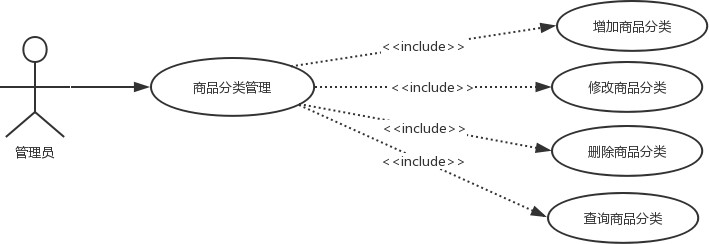 增加商品分类
<<include>>
商品分类管理
<<include>>
修改商品分类
<<include>>
删除商品分类
管理员
<<include>>
查询商品分类